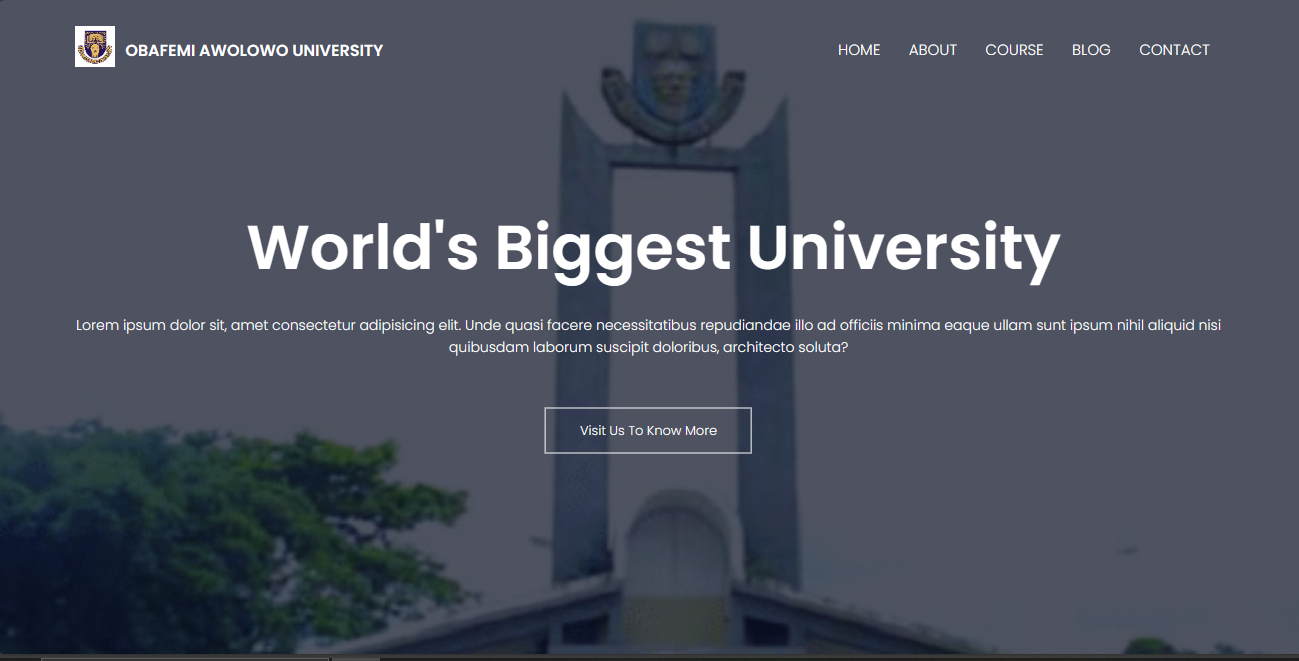 OBAFEMI AWOLOWO UNIVERSITY
HOME ABOUT COURSE BLOG CONTACT
World's Biggest University
Lorem ipsum dolor sit, amet consectetur adipisicing elit. Unde quasi facere necessitatibus repudiandae illo ad officiis minima eaque ullam sunt ipsum nihil aliquid nisi
quibusdam laborum suscipit doloribus, architecto soluta?
Visit Us To Know More